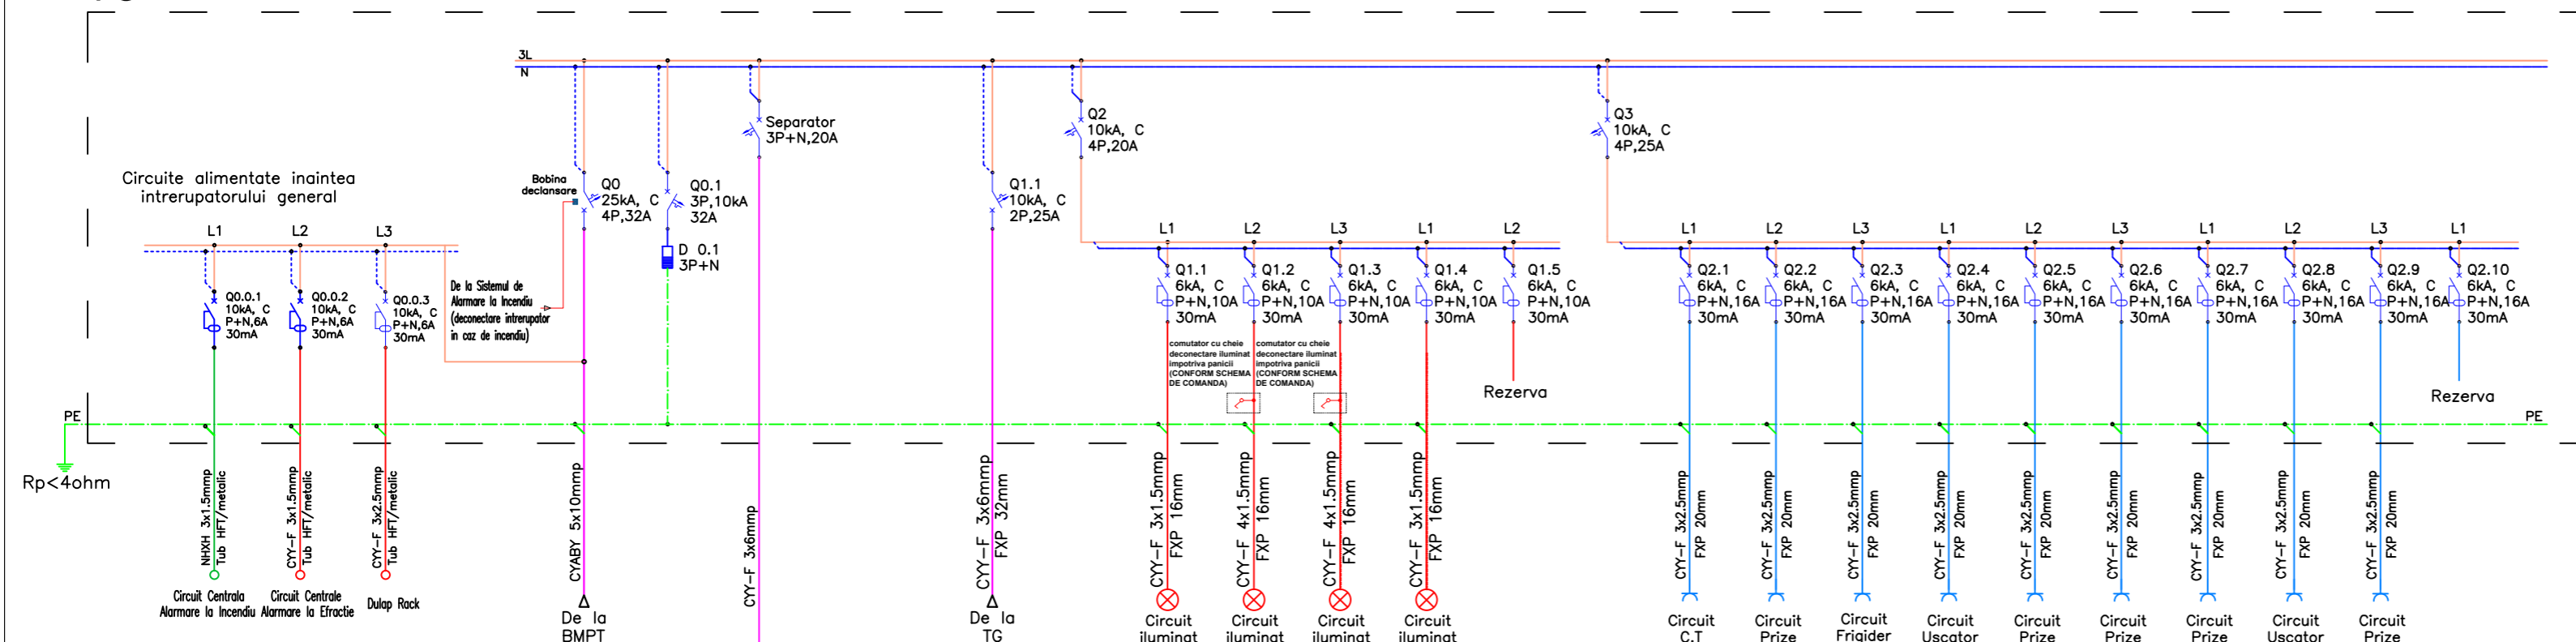 3L
N
Circuite alimentate inaintea
intrerupatorului general
L1
L2
L3
Q0.0.1
10kA, C
P+N,6A
30mA
Q0.0.2
10kA, C
P+N,6A
30mA
Q0.0.3
10kA, C
P+N,6A
30mA
De la Sistemul de
Alarmare la Incendiu
(deconectare intrerupator
in caz de incendiu)
Bobina
declansare
Q0
25kA, C
4P,32A
Q0.1
3P,10kA
32A
D 0.1
3P+N
Separator
3P+N,20A
Q1.1
10kA, C
2P,25A
Q2
10kA, C
4P,20A
Q3
10kA, C
4P,25A
L1
L2
L3
L1
L2
Q1.1
6kA, C
P+N,10A
30mA
Q1.2
6kA, C
P+N,10A
30mA
Q1.3
6kA, C
P+N,10A
30mA
Q1.4
6kA, C
P+N,10A
30mA
Q1.5
6kA, C
P+N,10A
30mA
comutator cu cheie
deconectare iluminat
impotriva panicii
(CONFORM SCHEMA
DE COMANDA)
comutator cu cheie
deconectare iluminat
impotriva panicii
(CONFORM SCHEMA
DE COMANDA)
Rezerva
L1
L2
L3
L1
L2
L3
L1
L2
L3
L1
Q2.1
6kA, C
P+N,16A
30mA
Q2.2
6kA, C
P+N,16A
30mA
Q2.3
6kA, C
P+N,16A
30mA
Q2.4
6kA, C
P+N,16A
30mA
Q2.5
6kA, C
P+N,16A
30mA
Q2.6
6kA, C
P+N,16A
30mA
Q2.7
6kA, C
P+N,16A
30mA
Q2.8
6kA, C
P+N,16A
30mA
Q2.9
6kA, C
P+N,16A
30mA
Q2.10
6kA, C
P+N,16A
30mA
Rezerva
PE
PE
Rp<4ohm
NHXH 3x1.5mmp
Tub HFT/metalic
CYY-F 3x1.5mmp
Tub HFT/metalic
CYY-F 3x2.5mmp
Tub HFT/metalic
CYABY 5x10mmp
CYY-F 3x6mmp
CYY-F 3x6mmp
FXP 32mm
CYY-F 3x1.5mmp
FXP 16mm
CYY-F 4x1.5mmp
FXP 16mm
CYY-F 4x1.5mmp
FXP 16mm
CYY-F 3x1.5mmp
FXP 16mm
CYY-F 3x2.5mmp
FXP 20mm
CYY-F 3x2.5mmp
FXP 20mm
CYY-F 3x2.5mmp
FXP 20mm
CYY-F 3x2.5mmp
FXP 20mm
CYY-F 3x2.5mmp
FXP 20mm
CYY-F 3x2.5mmp
FXP 20mm
CYY-F 3x2.5mmp
FXP 20mm
CYY-F 3x2.5mmp
FXP 20mm
CYY-F 3x2.5mmp
FXP 20mm
Circuit Centrala
Alarmare la Incendiu
Circuit Centrale
Alarmare la Efractie
Dulap Rack
De la
BMPT
De la
TG
Circuit
iluminat
Circuit
iluminat
Circuit
iluminat
Circuit
iluminat
Circuit
C.T
Circuit
Prize
Circuit
Frigider
Circuit
Uscator
Circuit
Prize
Circuit
Prize
Circuit
Prize
Circuit
Uscator
Circuit
Prize